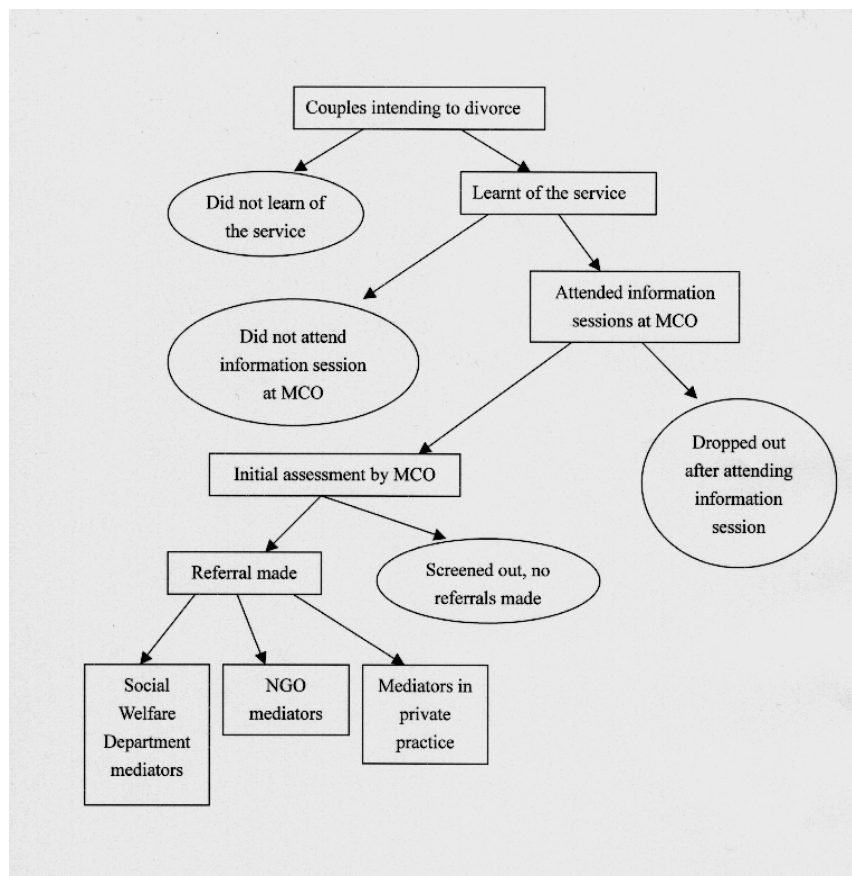 Couples intending to divorce
Did not learn of
the service
Learnt of the service
Attended information
sessions at MCO
Did not attend
information session
at MCO
Dropped out
after attending
information
session
Initial assessment by MCO
Referral made
Screened out, no
referrals made
Social
Welfare
Department
mediators
NGO
mediators
Mediators in
private
practice